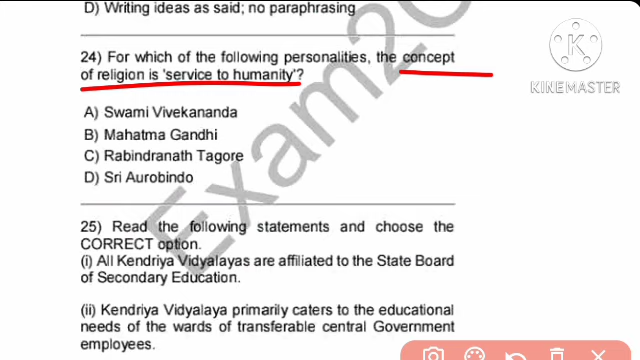 D) Writing ideas as said; no paraphrasing
24) For which of the following personalities, the concept
of religion is 'service to humanity'?
A) Swami Vivekananda
B) Mahatma Gandhi
C) Rabindranath Tagore
D) Sri Aurobindo
25) Read the following statements and choose the
CORRECT option.
(i) All Kendriya Vidyalayas are affiliated to the State Board
of Secondary Education.
(ii) Kendriya Vidyalaya primarily caters to the educational
needs of the wards of transferable central Government
employees.
K
KINEMASTER
Exam20